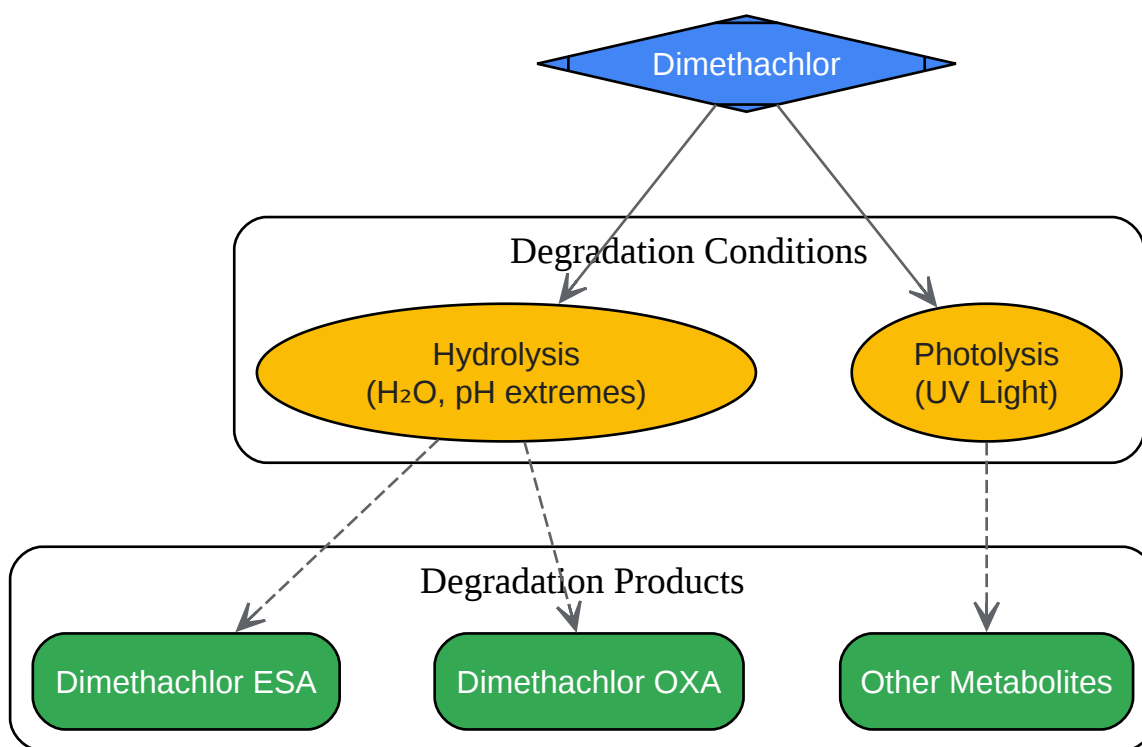 Dimethachlor
Degradation Conditions
Hydrolysis
(H₂O, pH extremes)
Photolysis
(UV Light)
Degradation Products
Dimethachlor ESA
Dimethachlor OXA
Other Metabolites